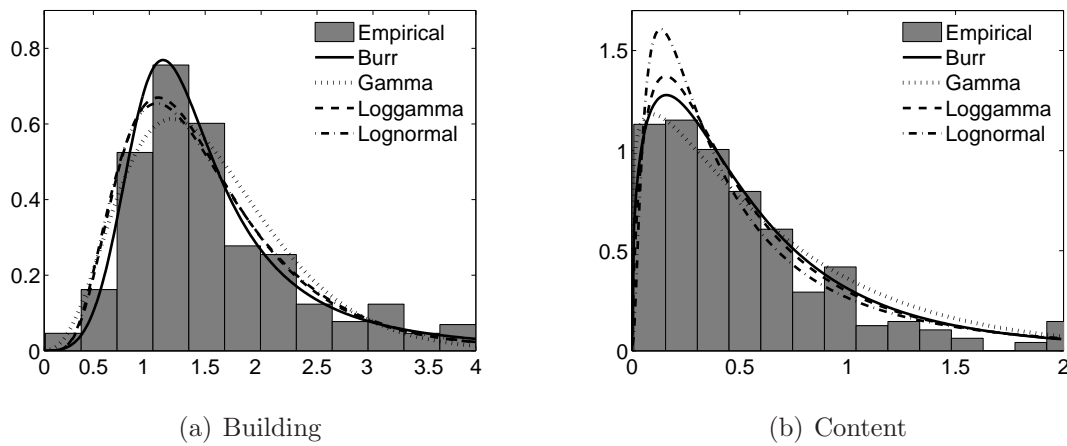 0.8
0.6
0.4
0.2
0
0 0.5 1 1.5 2 2.5 3 3.5 4
Empirical
Burr
Gamma
Loggamma
Lognormal
(a) Building
1.5
1
0.5
0
0 0.5 1 1.5 2
Empirical
Burr
Gamma
Loggamma
Lognormal
(b) Content